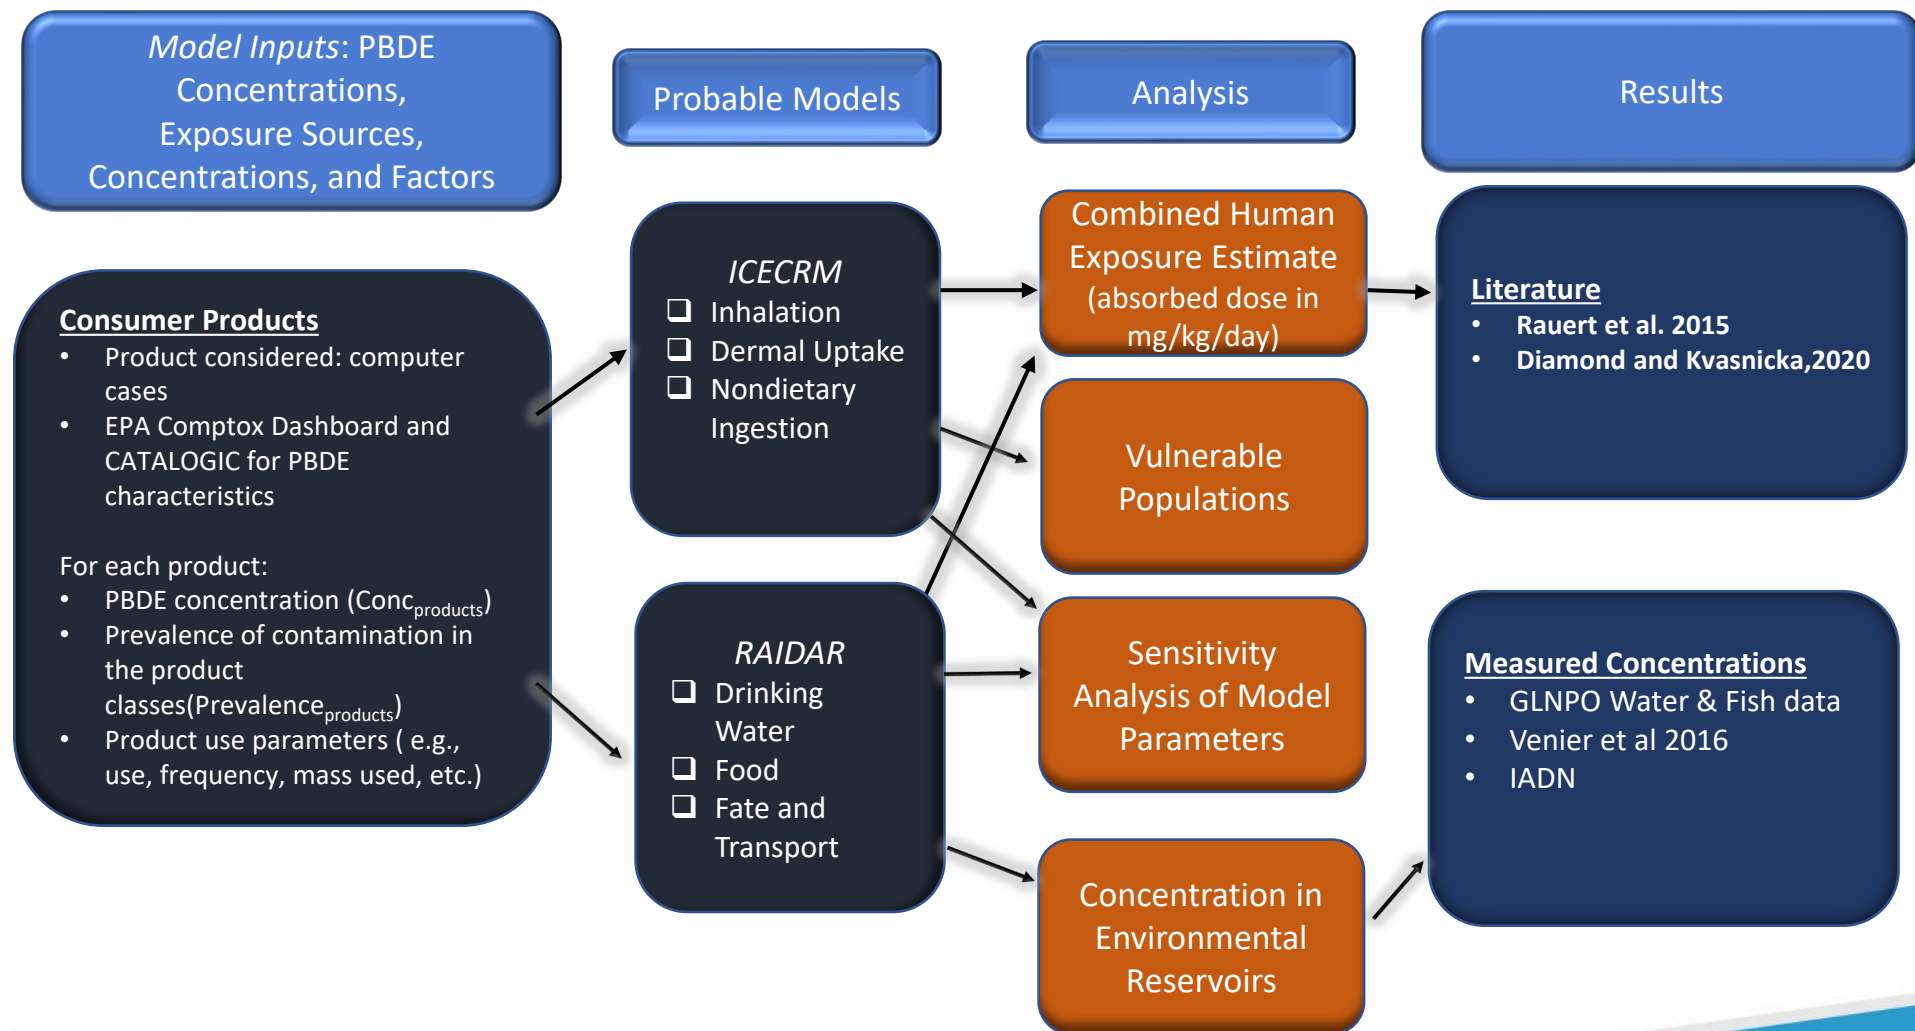 Model Inputs: PBDE
Concentrations,
Exposure Sources,
Concentrations, and Factors
Probable Models
Analysis
Results
Consumer Products
• Product considered: computer
cases
• EPA Comptox Dashboard and
CATALOGIC for PBDE
characteristics
For each product:
• PBDE concentration (Conc products)
• Prevalence of contamination in
the product
classes(Prevalence products)
• Product use parameters ( e.g.,
use, frequency, mass used, etc.)
ICECRM
❑ Inhalation
❑ Dermal Uptake
❑ Nondietary
Ingestion
RAIDAR
❑ Drinking
Water
❑ Food
❑ Fate and
Transport
Combined Human
Exposure Estimate
(absorbed dose in
mg/kg/day)
Vulnerable
Populations
Sensitivity
Analysis of Model
Parameters
Concentration in
Environmental
Reservoirs
Literature
• Rauert et al. 2015
• Diamond and Kvasnicka,2020
Measured Concentrations
• GLNPO Water & Fish data
• Venier et al 2016
• IADN